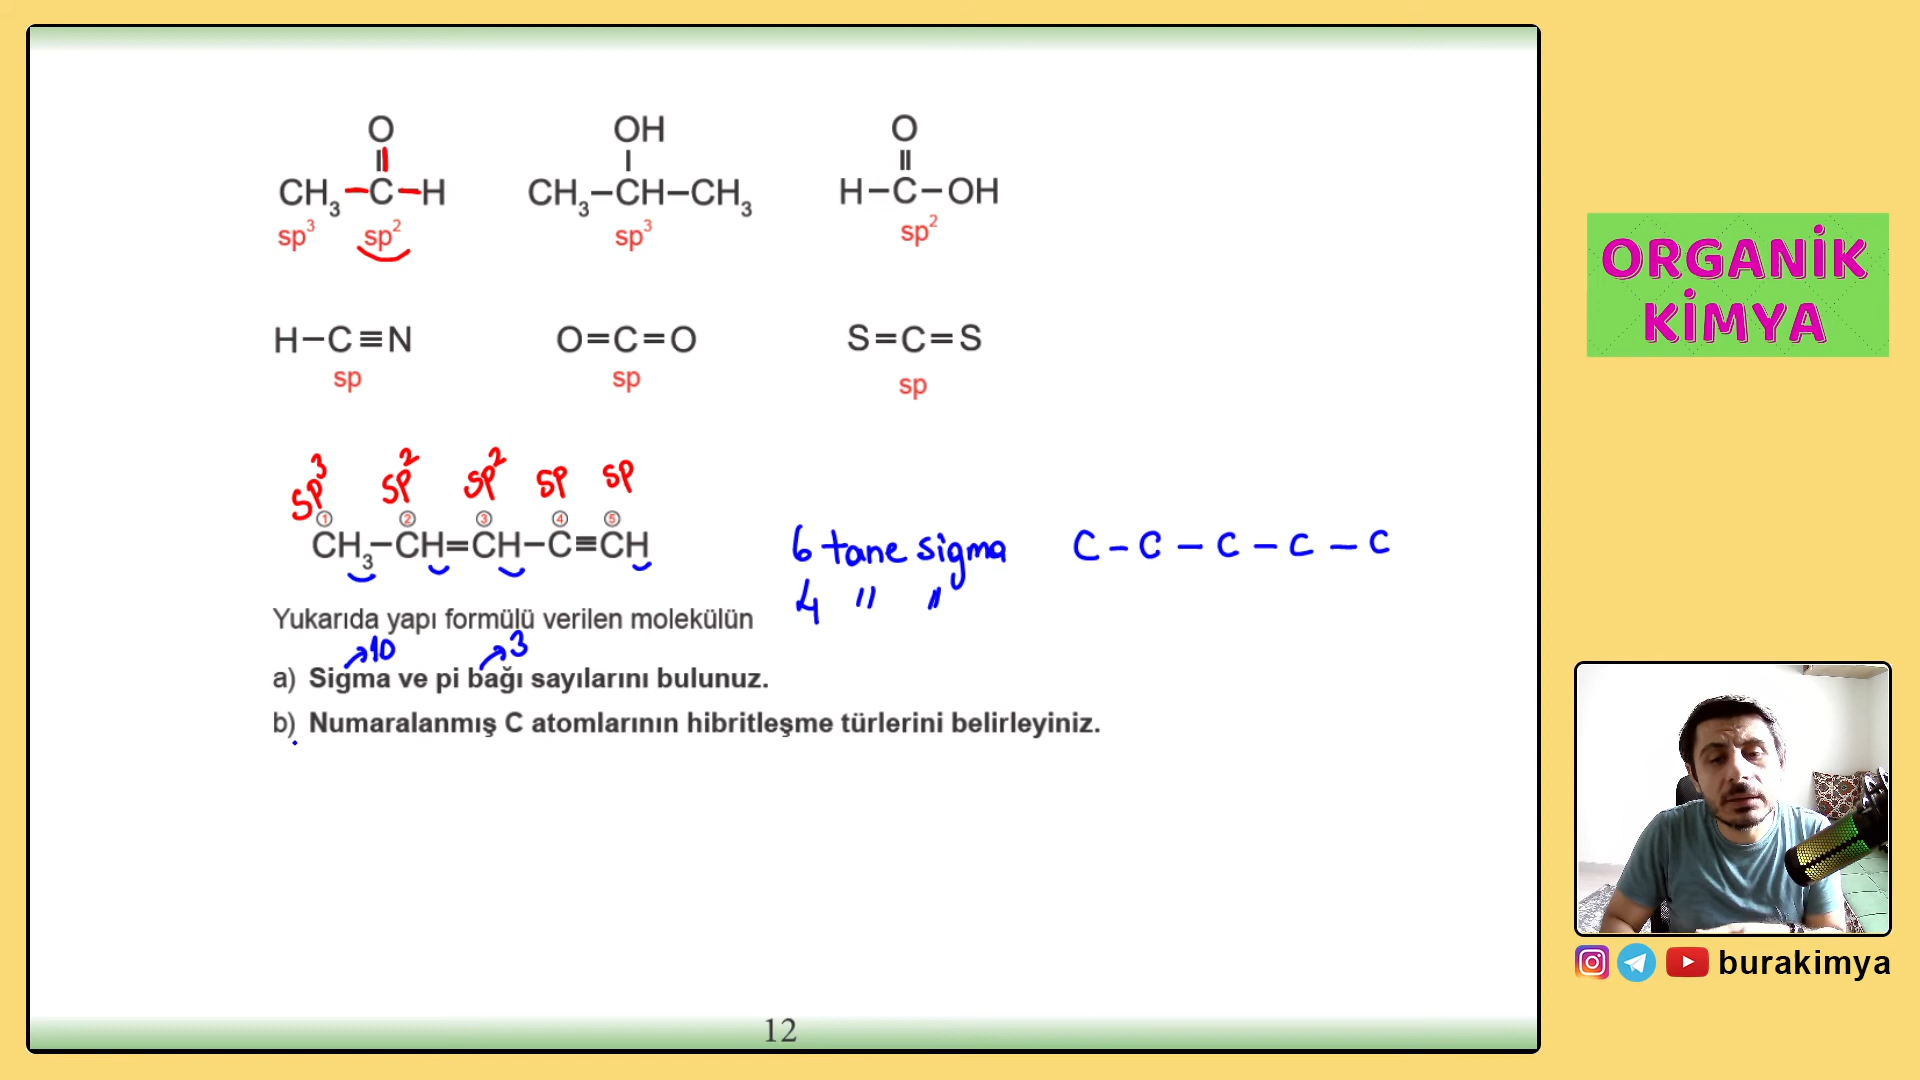 O OH O
CH₃–C–H CH₃–CH–CH₃ H–C–OH
sp³ sp² sp³ sp²
H–C≡N O=C=O S=C=S
sp sp sp
sp³ sp² sp² sp sp
① ② ③ ④ ⑤
CH₃–CH=CH–C≡CH
6 tane sigma C – C – C – C – C
4 " "
Yukarıda yapı formülü verilen molekülün
10 3
a) Sigma ve pi bağı sayılarını bulunuz.
b) Numaralanmış C atomlarının hibritleşme türlerini belirleyiniz.
12
ORGANİK
KİMYA
burakimya